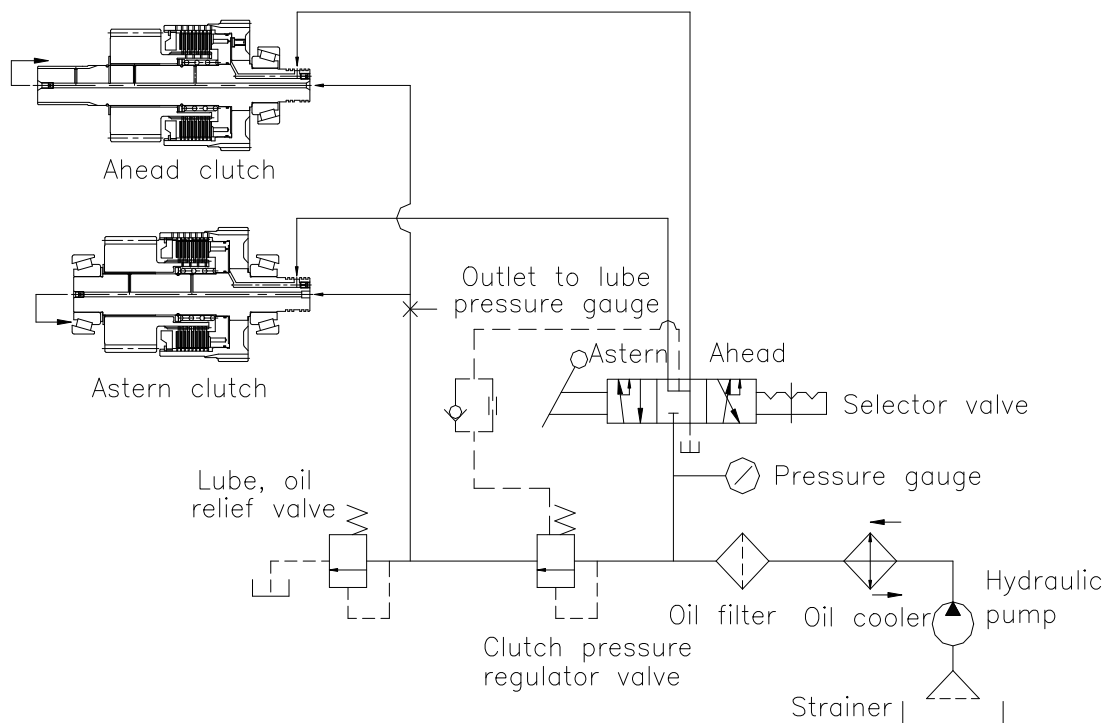 Ahead clutch
Outlet to lube
pressure gauge
Astern
Ahead
Astern clutch
Selector valve
Lube, oil
relief valve
Pressure gauge
Hydraulic
pump
Oil filter
Oil cooler
Clutch pressure
regulator valve
Strainer